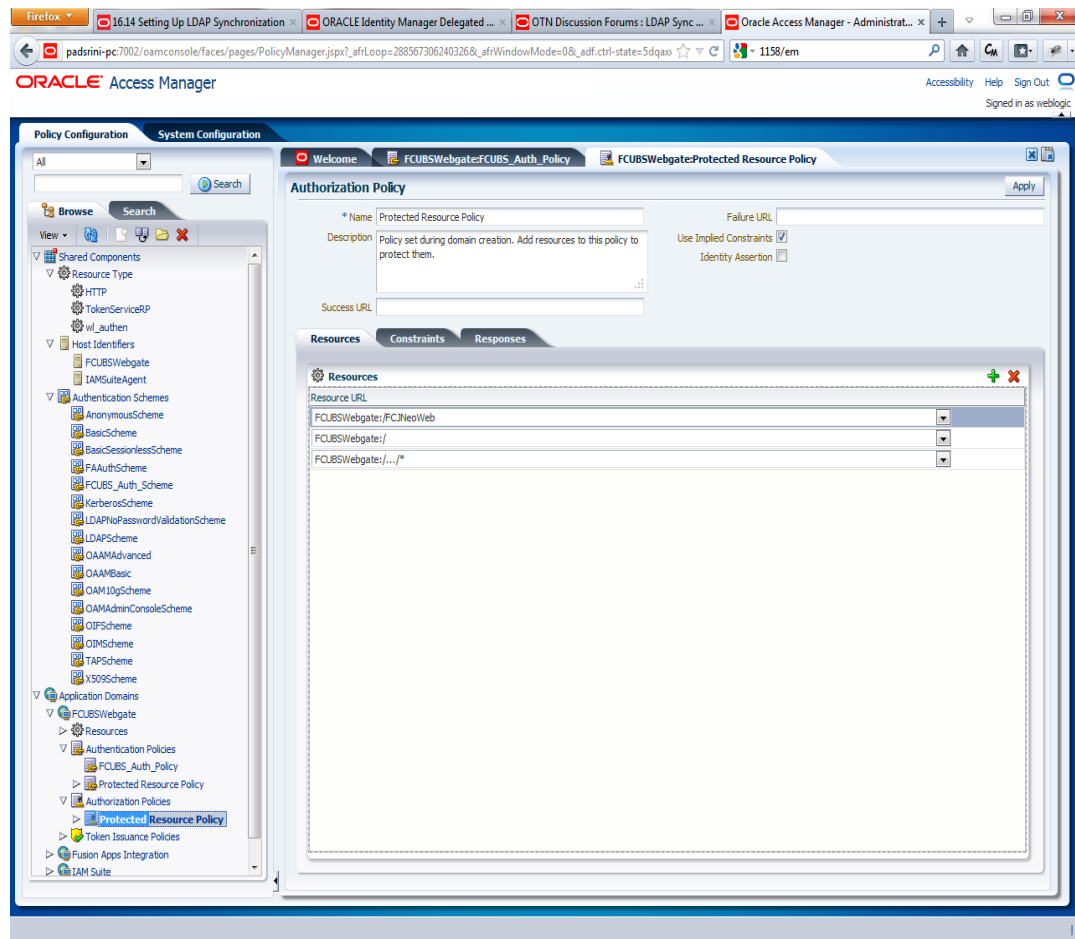 Firefox
16.14 Setting Up LDAP Synchronization
ORACLE Identity Manager Delegated ...
OTN Discussion Forums : LDAP Sync ...
Oracle Access Manager - Administrat...
padsrini-pc:7002/oamconsole/faces/pages/PolicyManager.jspx?_afrLoop=288567306240326&_afrWindowMode=0&_adf.ctrl-state=5dqax
1158/em
ORACLE Access Manager
Accessibility Help Sign Out
Signed in as weblogic
Policy Configuration System Configuration
All
Search
Browse Search
View
Shared Components
Resource Type
HTTP
TokenServiceRP
wl_authen
Host Identifiers
FCUBSWebgate
IAMSuiteAgent
Authentication Schemes
AnonymousScheme
BasicScheme
BasicSessionlessScheme
FAAuthScheme
FCUBS_Auth_Scheme
KerberosScheme
LDAPNoPasswordValidationScheme
LDAPScheme
OAAMAdvanced
OAAMBasic
OAM10gScheme
OAMAdminConsoleScheme
OIFScheme
OIMScheme
TAPScheme
X509Scheme
Application Domains
FCUBSWebgate
Resources
Authentication Policies
FCUBS_Auth_Policy
Protected Resource Policy
Authorization Policies
Protected Resource Policy
Token Issuance Policies
Fusion Apps Integration
IAM Suite
Welcome
FCUBSWebgate:FCUBS_Auth_Policy
FCUBSWebgate:Protected Resource Policy
Authorization Policy
Apply
* Name Protected Resource Policy
Description Policy set during domain creation. Add resources to this policy to
protect them.
Success URL
Failure URL
Use Implied Constraints
Identity Assertion
Resources Constraints Responses
Resources
Resource URL
FCUBSWebgate:/FCJNeoWeb
FCUBSWebgate:/
FCUBSWebgate:/.../*